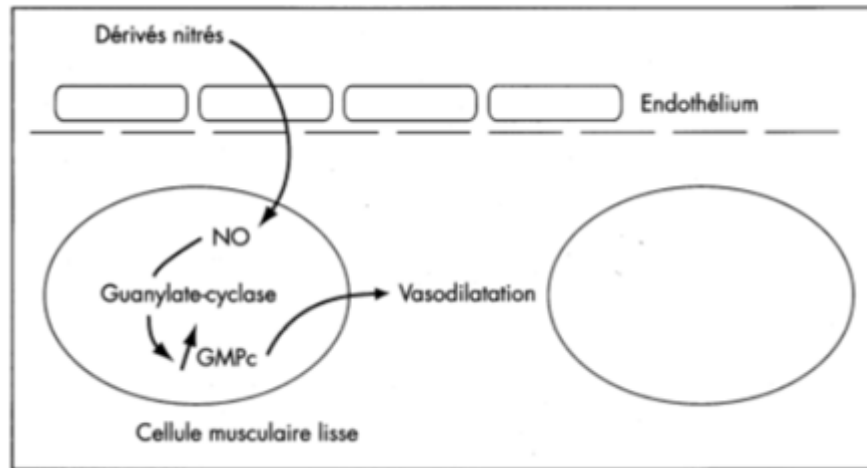 Dérivés nitrés
Endothélium
NO
Guanylate-cyclase
Vasodilatation
GMPc
Cellule musculaire lisse